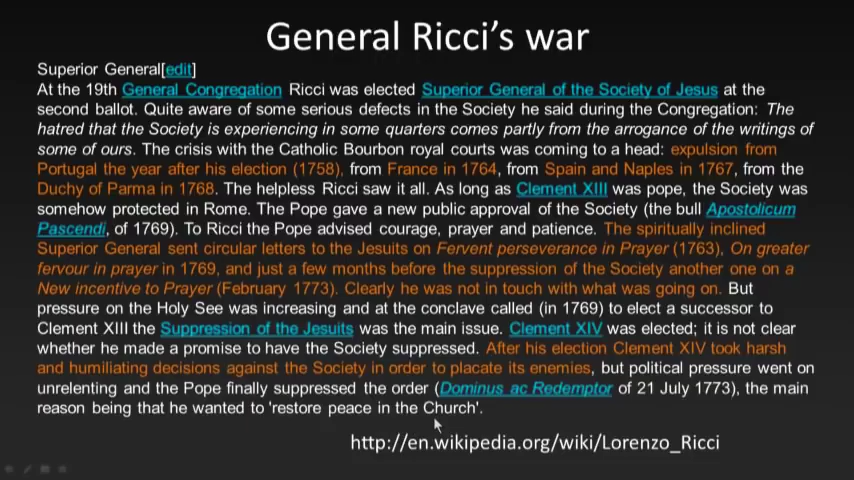 General Ricci's war
Superior General[edit]
At the 19th General Congregation Ricci was elected Superior General of the Society of Jesus at the
second ballot. Quite aware of some serious defects in the Society he said during the Congregation: The
hatred that the Society is experiencing in some quarters comes partly from the arrogance of the writings of
some of ours. The crisis with the Catholic Bourbon royal courts was coming to a head: expulsion from
Portugal the year after his election (1758), from France in 1764, from Spain and Naples in 1767, from the
Duchy of Parma in 1768. The helpless Ricci saw it all. As long as Clement XIII was pope, the Society was
somehow protected in Rome. The Pope gave a new public approval of the Society (the bull Apostolicum
Pascendi, of 1769). To Ricci the Pope advised courage, prayer and patience. The spiritually inclined
Superior General sent circular letters to the Jesuits on Fervent perseverance in Prayer (1763), On greater
fervour in prayer in 1769, and just a few months before the suppression of the Society another one on a
New incentive to Prayer (February 1773). Clearly he was not in touch with what was going on. But
pressure on the Holy See was increasing and at the conclave called (in 1769) to elect a successor to
Clement XIII the Suppression of the Jesuits was the main issue. Clement XIV was elected; it is not clear
whether he made a promise to have the Society suppressed. After his election Clement XIV took harsh
and humiliating decisions against the Society in order to placate its enemies, but political pressure went on
unrelenting and the Pope finally suppressed the order (Dominus ac Redemptor of 21 July 1773), the main
reason being that he wanted to 'restore peace in the Church'.
http://en.wikipedia.org/wiki/Lorenzo_Ricci